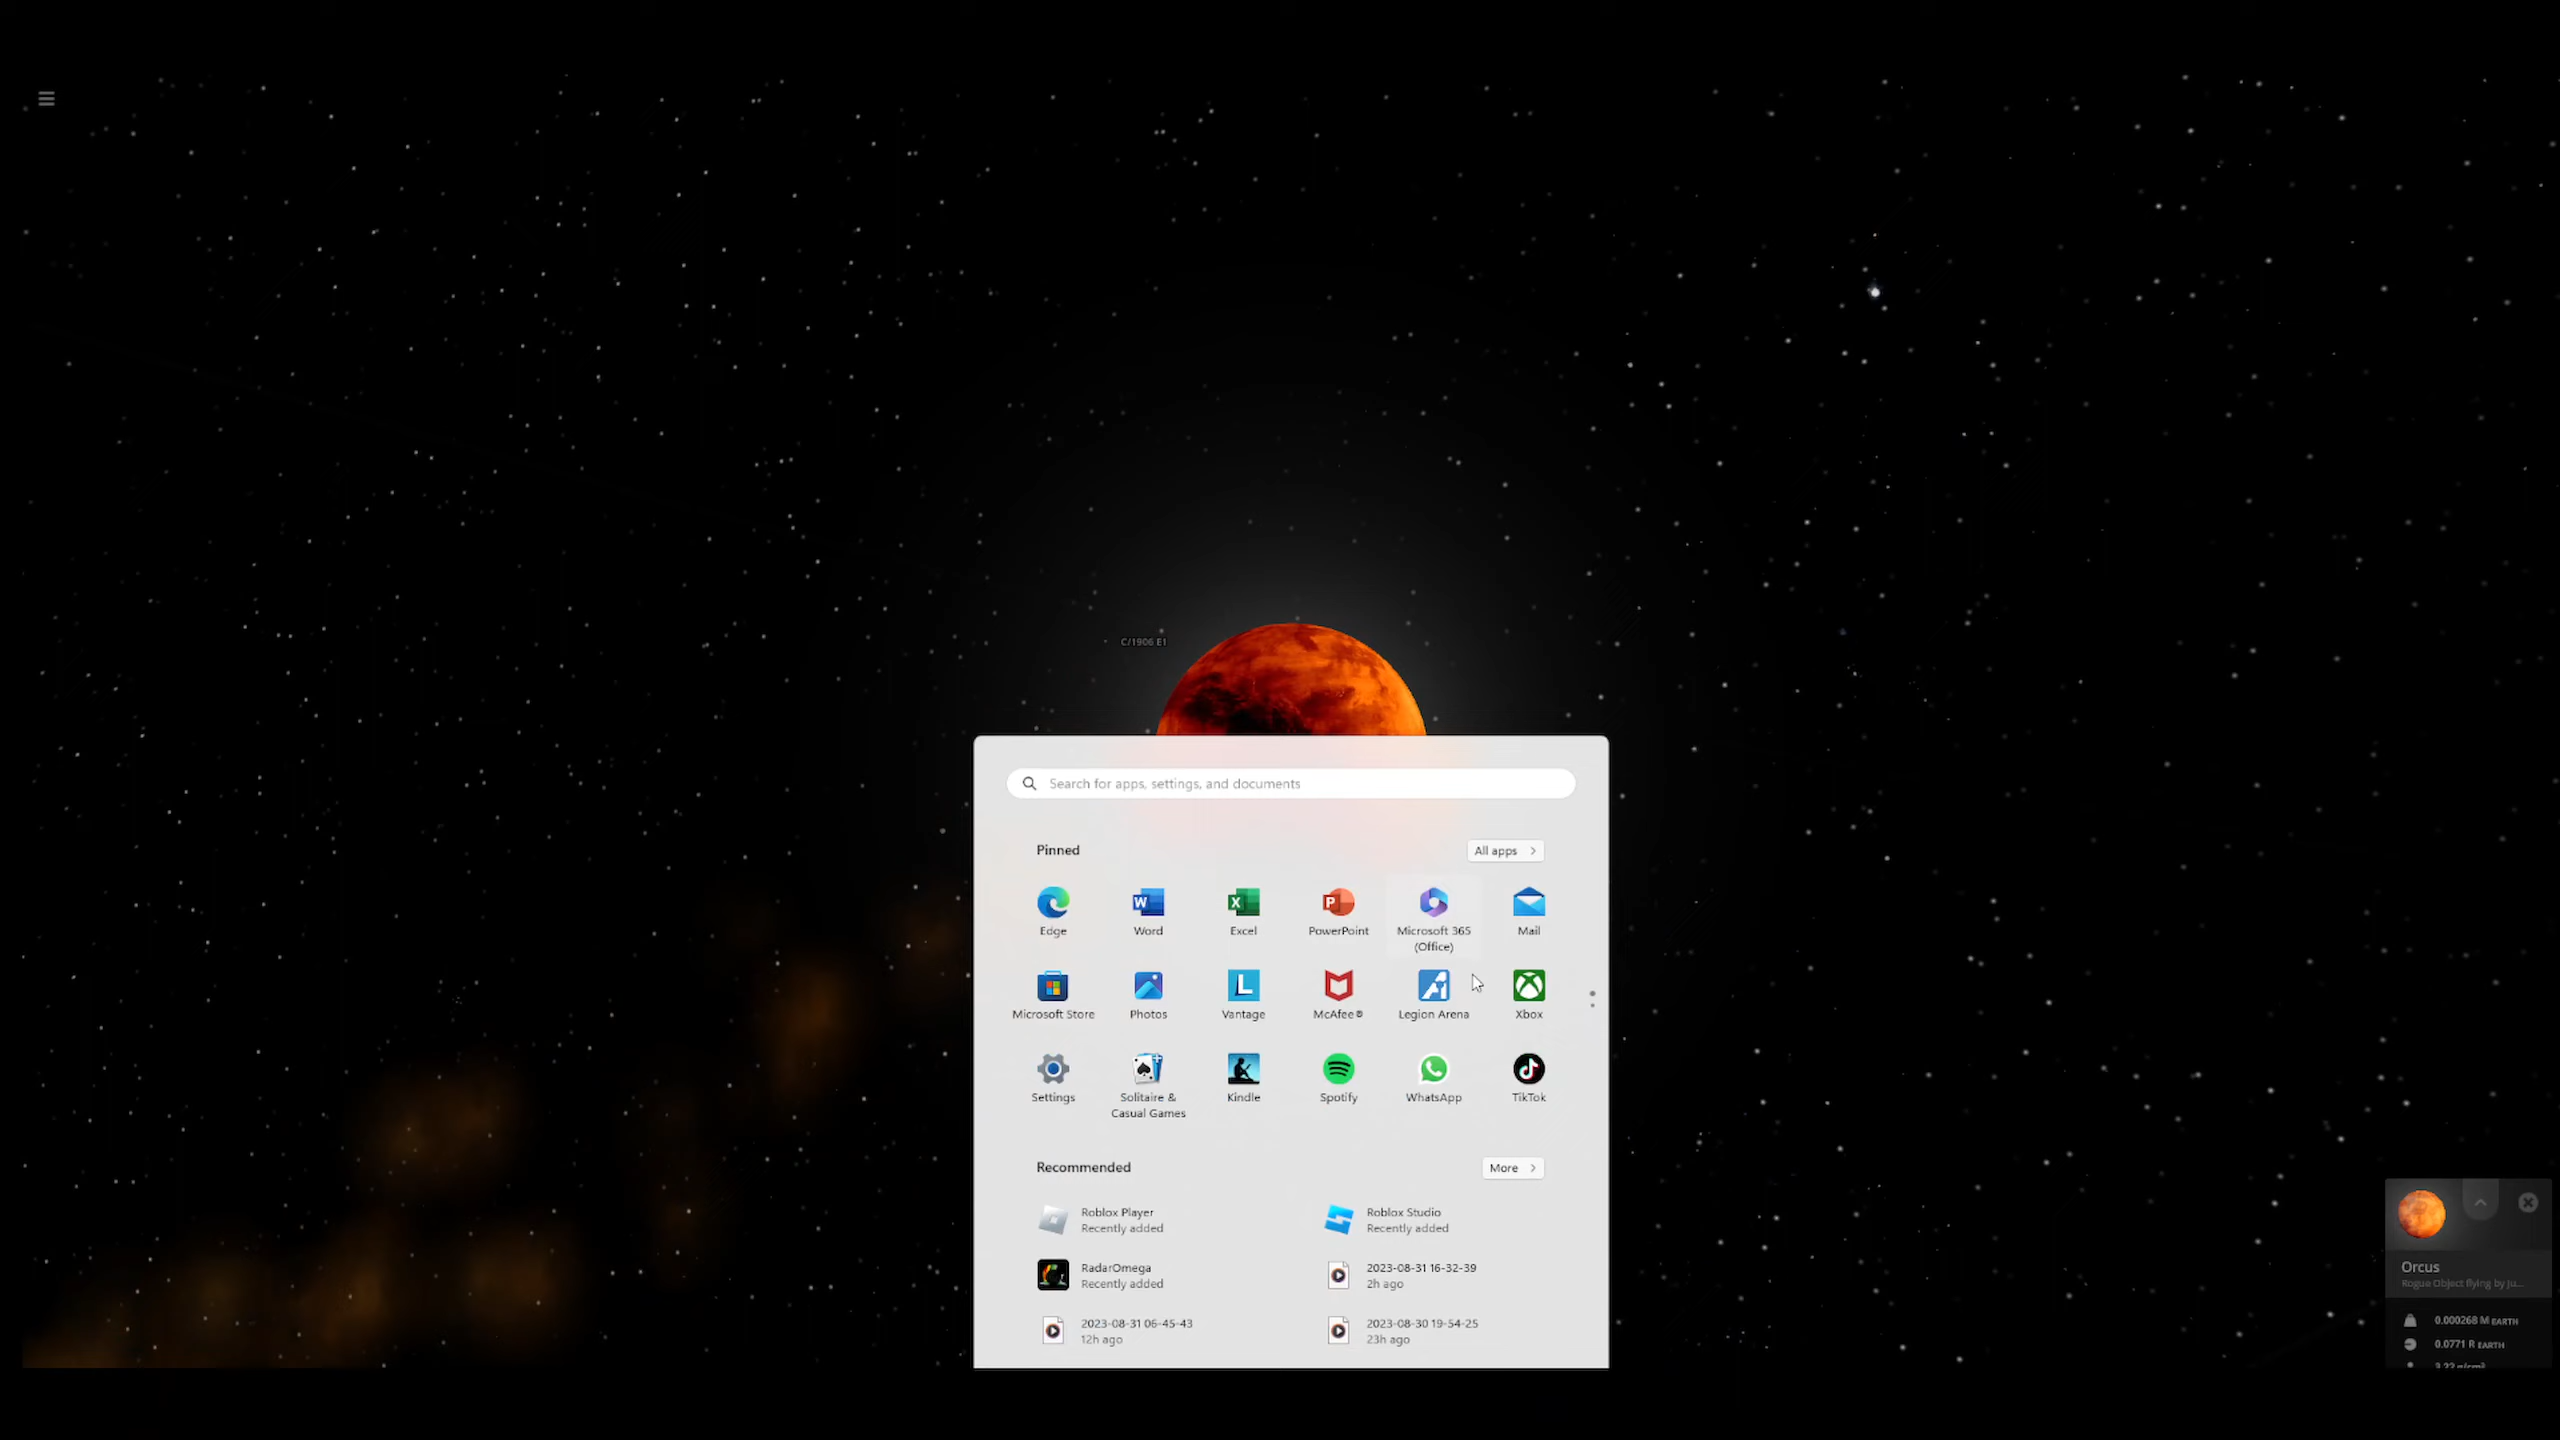 C/1906 E1
Search for apps, settings, and documents
Pinned
All apps
Edge
Word
Excel
PowerPoint
Microsoft 365
(Office)
Mail
Microsoft Store
Photos
Vantage
McAfee®
Legion Arena
Xbox
Settings
Solitaire &
Casual Games
Kindle
Spotify
WhatsApp
TikTok
Recommended
More
Roblox Player
Recently added
Roblox Studio
Recently added
RadarOmega
Recently added
2023-08-31 16-32-39
2h ago
2023-08-31 06-45-43
12h ago
2023-08-30 19-54-25
23h ago
Orcus
Rogue Object flying by Ju...
0.000268 M EARTH
0.0771 R EARTH